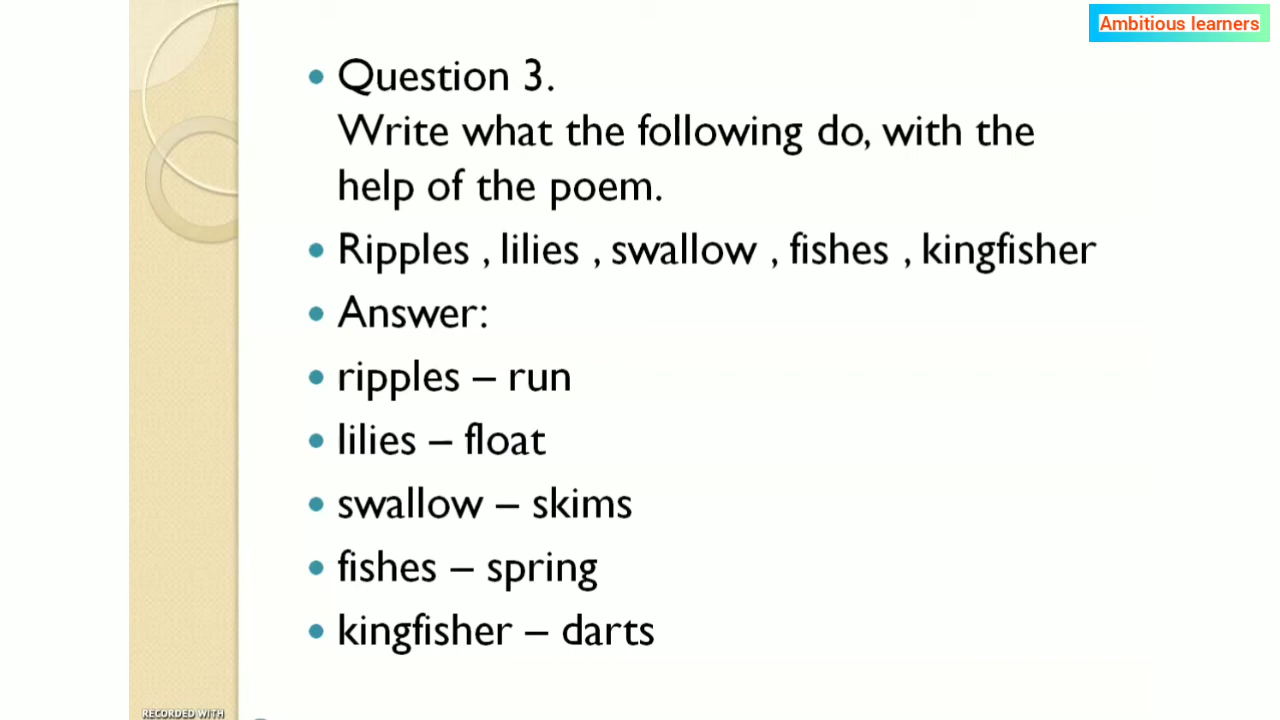 Ambitious learners
Question 3.
Write what the following do, with the
help of the poem.
Ripples , lilies , swallow , fishes , kingfisher
Answer:
ripples – run
lilies – float
swallow – skims
fishes – spring
kingfisher – darts
RECORDED WITH